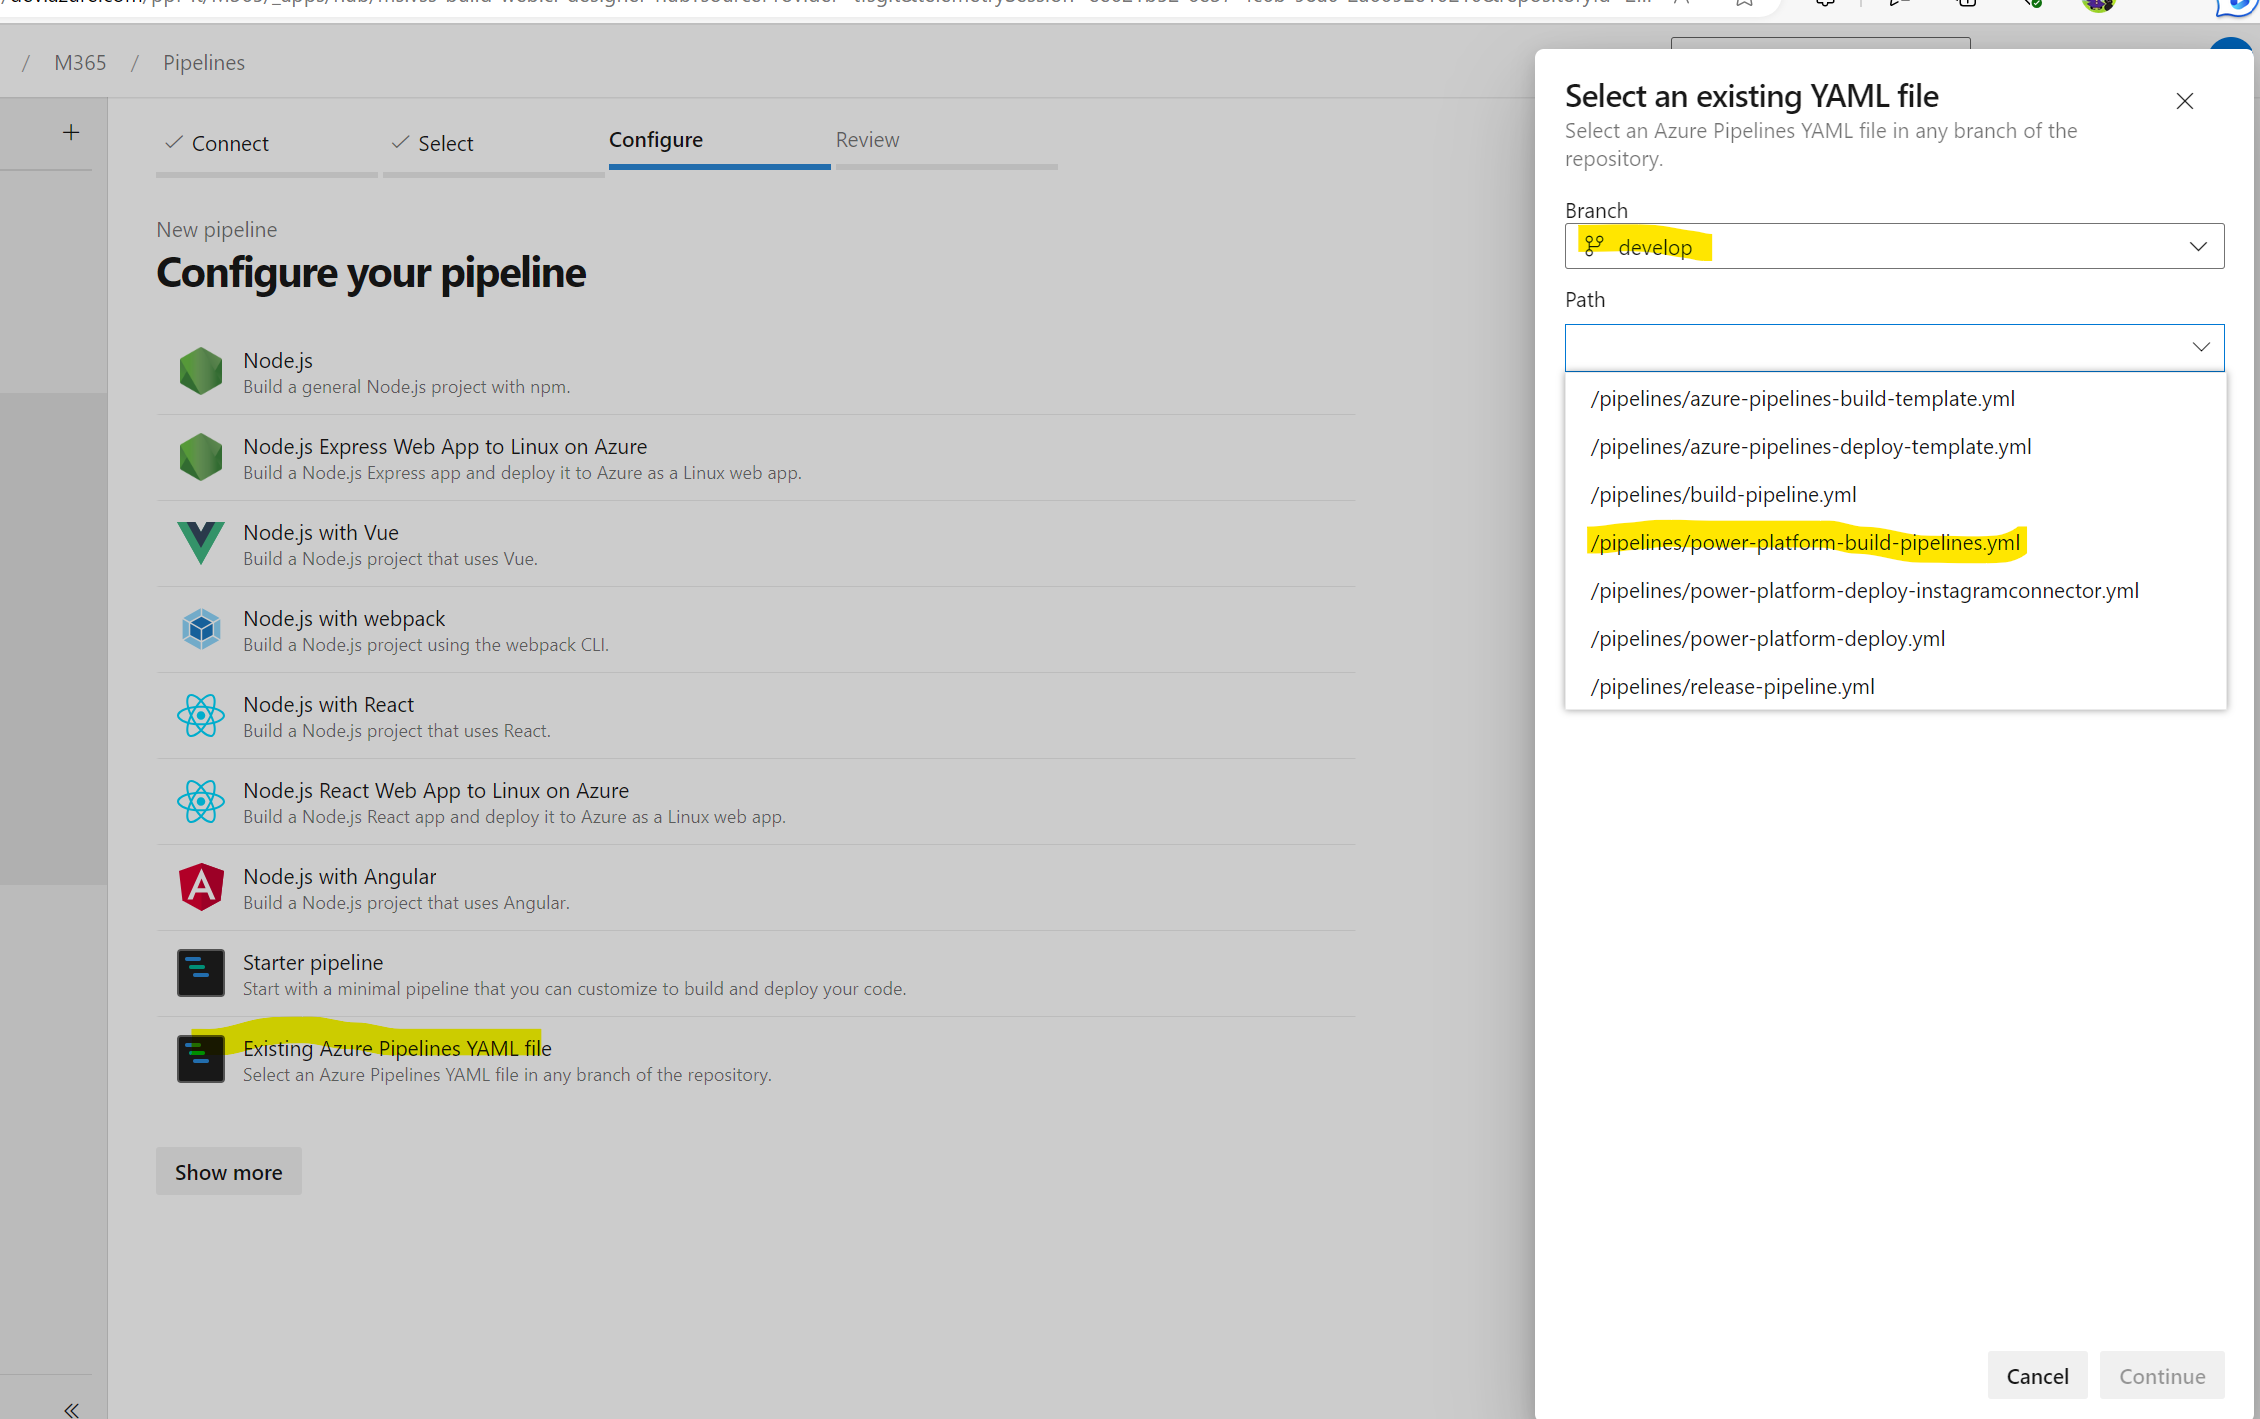 / M365 / Pipelines
Connect
Select
Configure
Review
New pipeline
Configure your pipeline
Node.js
Build a general Node.js project with npm.
Node.js Express Web App to Linux on Azure
Build a Node.js Express app and deploy it to Azure as a Linux web app.
Node.js with Vue
Build a Node.js project that uses Vue.
Node.js with webpack
Build a Node.js project using the webpack CLI.
Node.js with React
Build a Node.js project that uses React.
Node.js React Web App to Linux on Azure
Build a Node.js React app and deploy it to Azure as a Linux web app.
Node.js with Angular
Build a Node.js project that uses Angular.
Starter pipeline
Start with a minimal pipeline that you can customize to build and deploy your code.
Existing Azure Pipelines YAML file
Select an Azure Pipelines YAML file in any branch of the repository.
Show more
Select an existing YAML file
Select an Azure Pipelines YAML file in any branch of the
repository.
Branch
develop
Path
/pipelines/azure-pipelines-build-template.yml
/pipelines/azure-pipelines-deploy-template.yml
/pipelines/build-pipeline.yml
/pipelines/power-platform-build-pipelines.yml
/pipelines/power-platform-deploy-instagramconnector.yml
/pipelines/power-platform-deploy.yml
/pipelines/release-pipeline.yml
Cancel
Continue